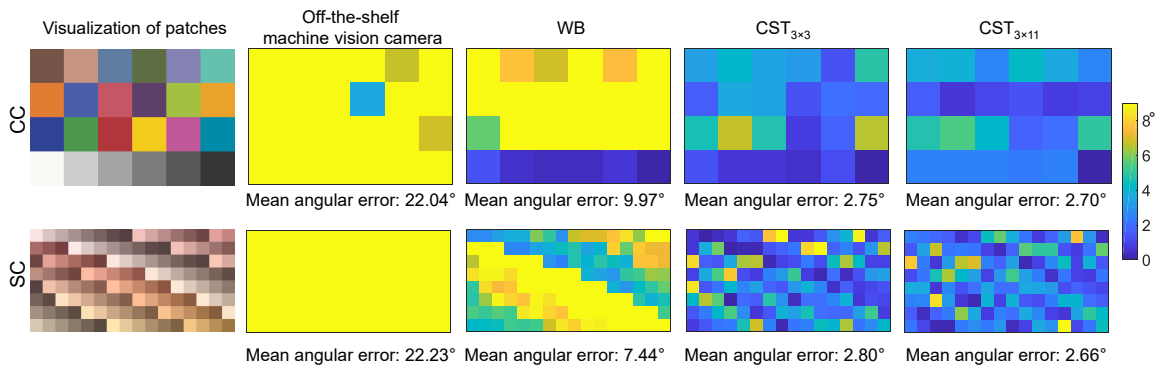 Visualization of patches
Off-the-shelf
machine vision camera
WB
CST3×3
CST3×11
CC
8°
6
4
2
0
Mean angular error: 22.04°
Mean angular error: 9.97°
Mean angular error: 2.75°
Mean angular error: 2.70°
SC
Mean angular error: 22.23°
Mean angular error: 7.44°
Mean angular error: 2.80°
Mean angular error: 2.66°